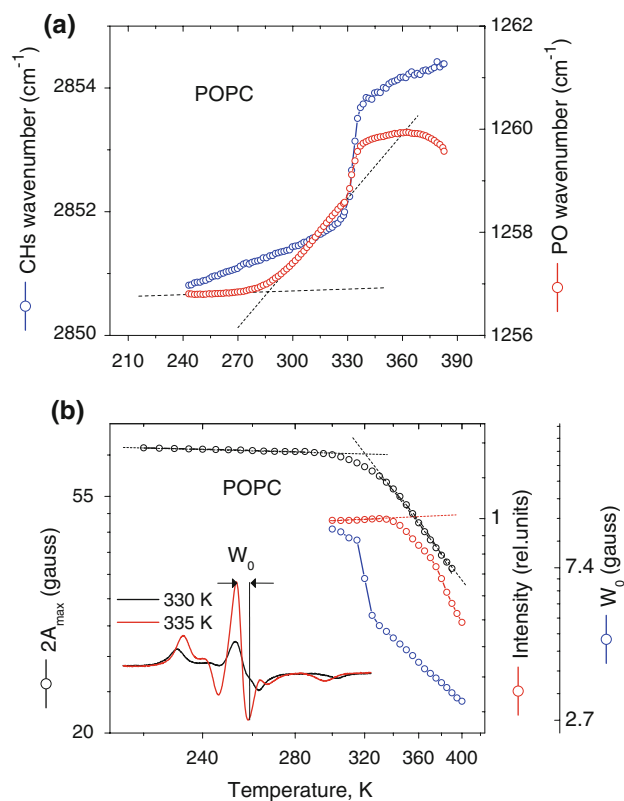 (a)
POPC
CHs wavenumber (cm⁻¹)
2854
2852
2850
1262
1260
1258
1256
PO wavenumber (cm⁻¹)
210 240 270 300 330 360 390
(b)
POPC
W₀
330 K
335 K
2A_max (gauss)
55
20
1
Intensity (rel.units)
7.4
2.7
W₀ (gauss)
240 280 320 360 400
Temperature, K